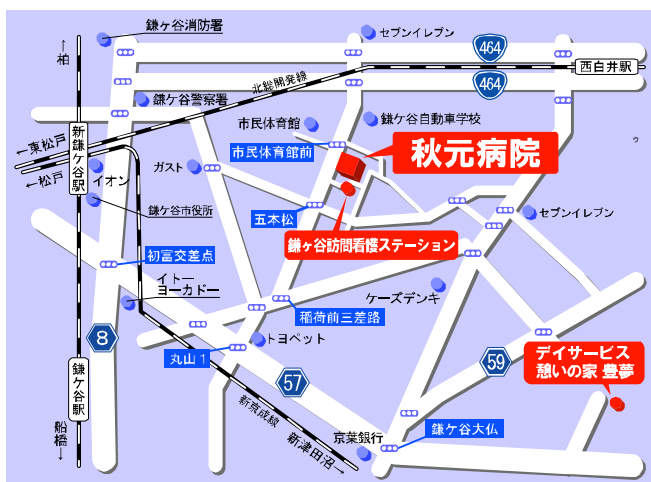 鎌ヶ谷消防署
セブンイレブン
464
↑柏
西白井駅
464
北総開発線
鎌ケ谷警察署
市民体育館
鎌ケ谷自動車学校
←東松戸
新鎌ケ谷駅
市民体育館前
秋元病院
←松戸
イオン
ガスト
鎌ケ谷市役所
五本松
セブンイレブン
鎌ケ谷訪問看護ステーション
初富交差点
イトー
ヨーカドー
ケーズデンキ
稲荷前三差路
8
トヨペット
丸山1
デイサービス
憩いの家 豊夢
59
57
鎌ケ谷駅
新京成線
新津田沼→
京葉銀行
鎌ケ谷大仏
船橋↓